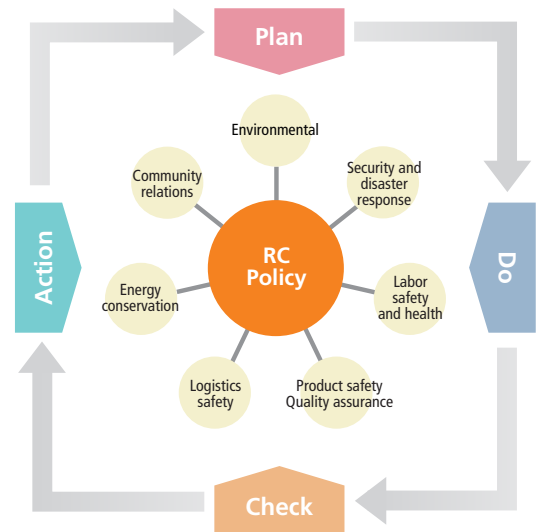 Plan
Environmental
Community
relations
Security and
disaster
response
Action
RC
Policy
Do
Energy
conservation
Labor
safety
and health
Logistics
safety
Product safety
Quality assurance
Check